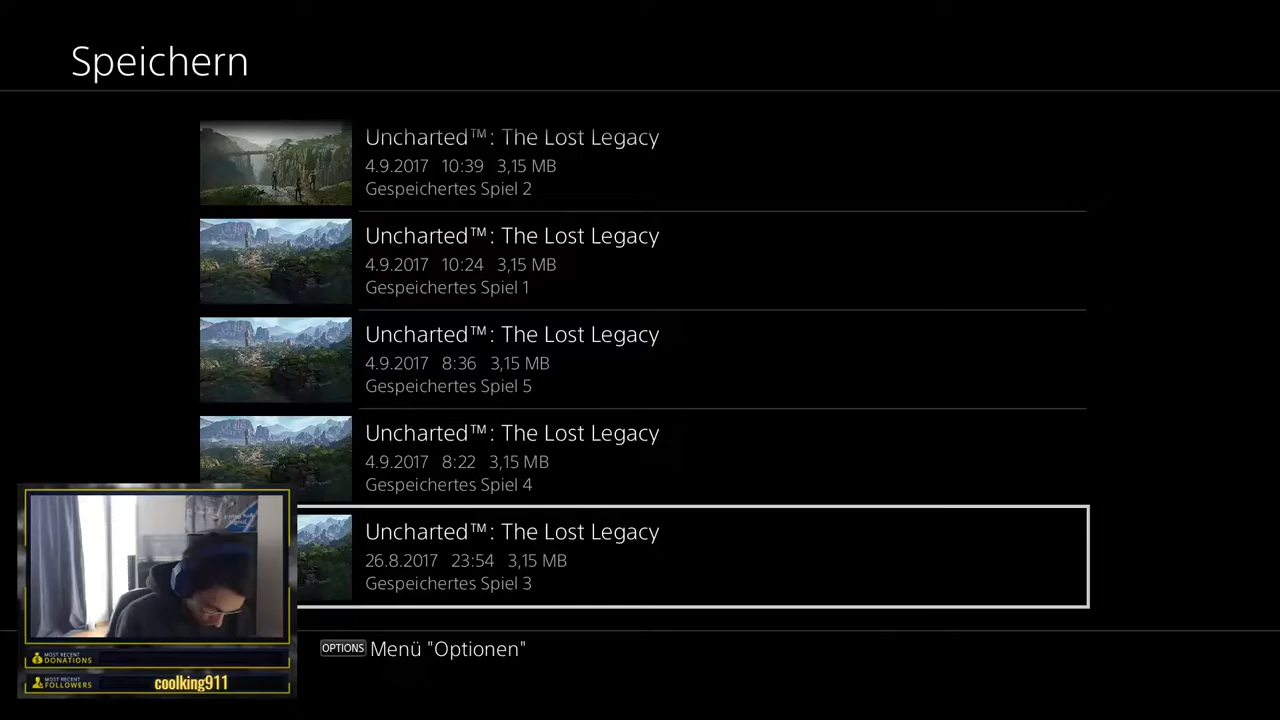 Speichern
Uncharted™: The Lost Legacy
4.9.2017 10:39 3,15 MB
Gespeichertes Spiel 2
Uncharted™: The Lost Legacy
4.9.2017 10:24 3,15 MB
Gespeichertes Spiel 1
Uncharted™: The Lost Legacy
4.9.2017 8:36 3,15 MB
Gespeichertes Spiel 5
Uncharted™: The Lost Legacy
4.9.2017 8:22 3,15 MB
Gespeichertes Spiel 4
Uncharted™: The Lost Legacy
26.8.2017 23:54 3,15 MB
Gespeichertes Spiel 3
OPTIONS Menü "Optionen"
MOST RECENT
DONATIONS
MOST RECENT
FOLLOWERS
coolking911